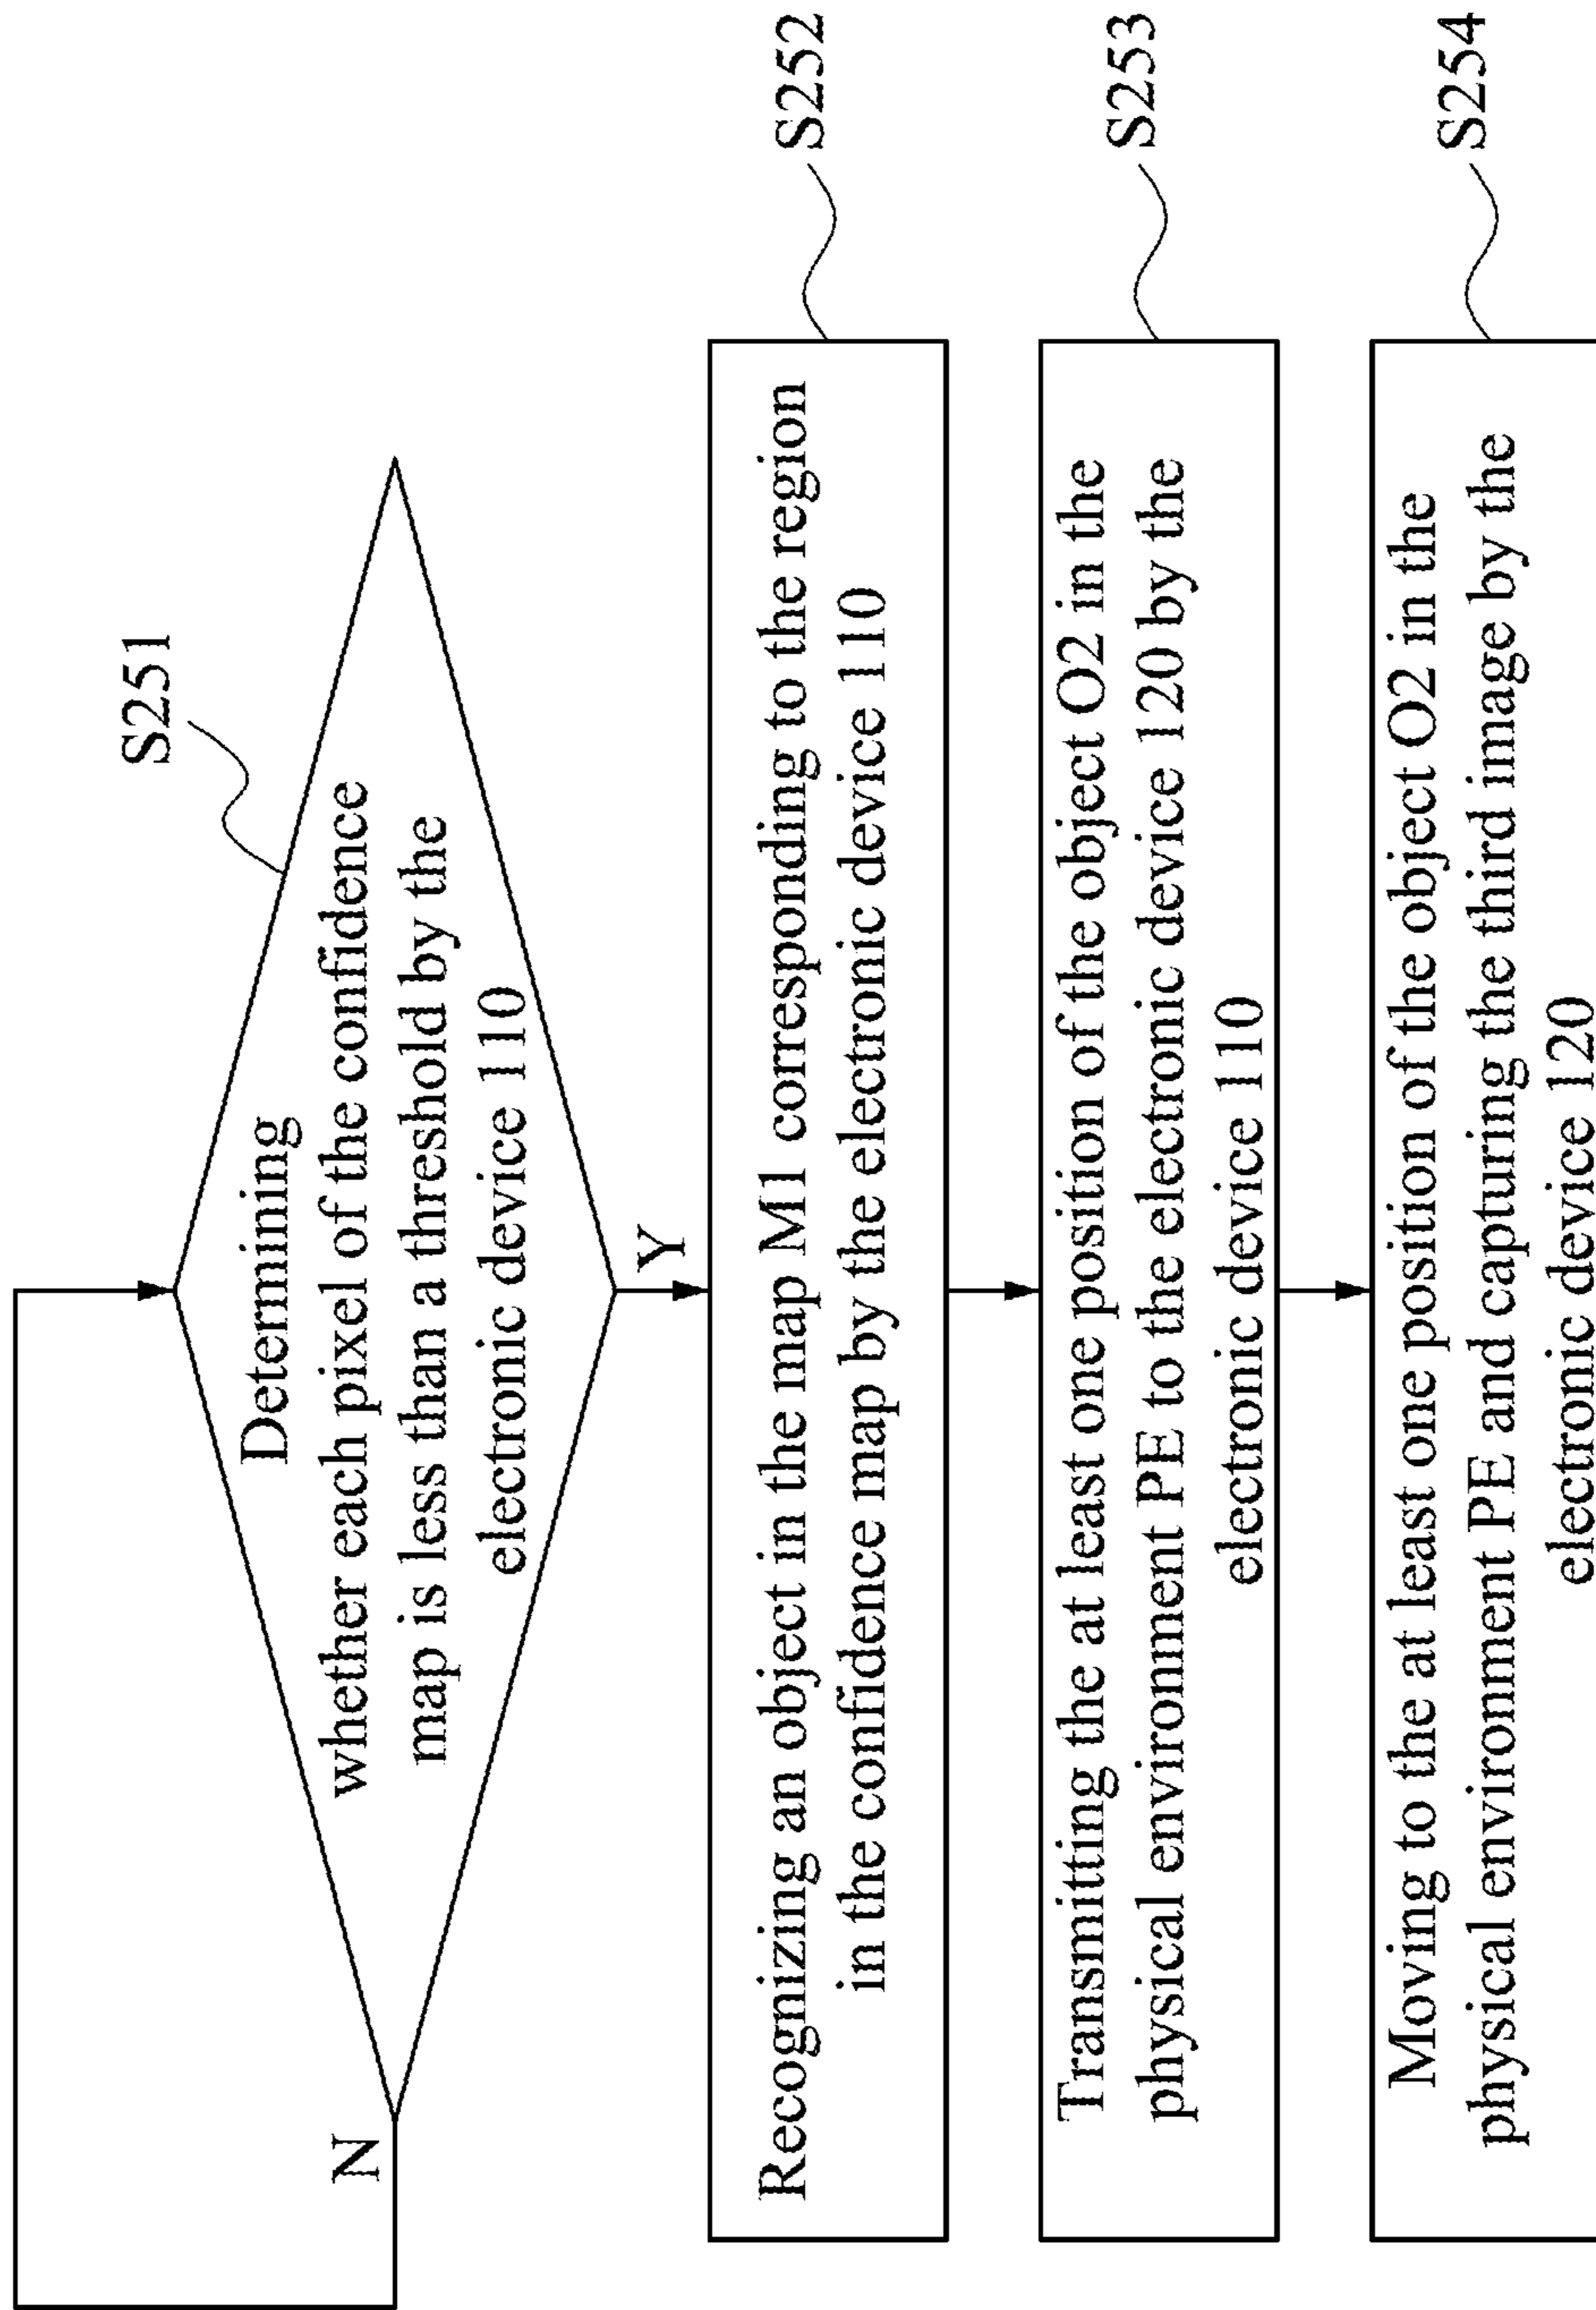 S251
Determining
whether each pixel of the confidence
map is less than a threshold by the
electronic device 110
N
Y
S252
Recognizing an object in the map M1 corresponding to the region
in the confidence map by the electronic device 110
S253
Transmitting the at least one position of the object O2 in the
physical environment PE to the electronic device 120 by the
electronic device 110
S254
Moving to the at least one position of the object O2 in the
physical environment PE and capturing the third image by the
electronic device 120